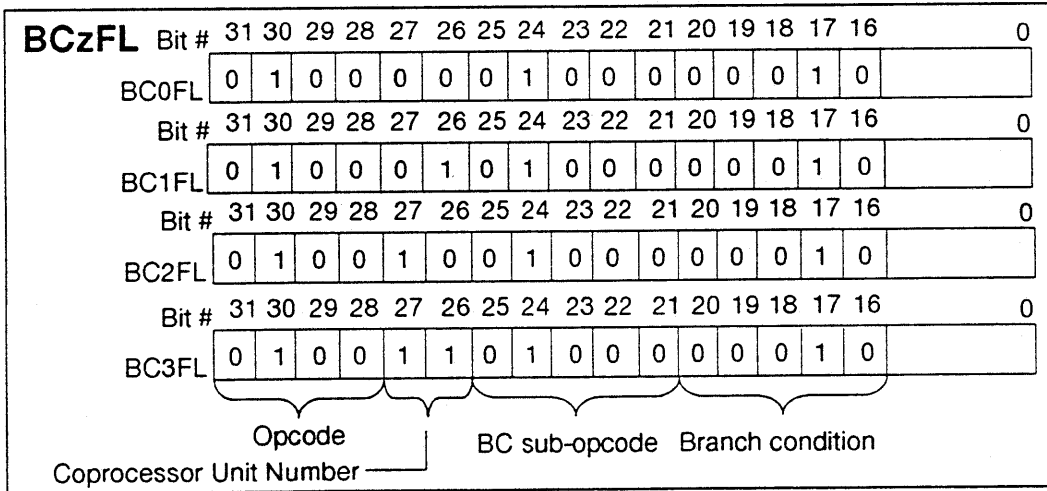 BCzFL Bit # 31 30 29 28 27 26 25 24 23 22 21 20 19 18 17 16 0
BC0FL 0 1 0 0 0 0 0 1 0 0 0 0 0 0 1 0
Bit # 31 30 29 28 27 26 25 24 23 22 21 20 19 18 17 16 0
BC1FL 0 1 0 0 0 1 0 1 0 0 0 0 0 0 1 0
Bit # 31 30 29 28 27 26 25 24 23 22 21 20 19 18 17 16 0
BC2FL 0 1 0 0 1 0 0 1 0 0 0 0 0 0 1 0
Bit # 31 30 29 28 27 26 25 24 23 22 21 20 19 18 17 16 0
BC3FL 0 1 0 0 1 1 0 1 0 0 0 0 0 0 1 0
Opcode BC sub-opcode Branch condition
Coprocessor Unit Number